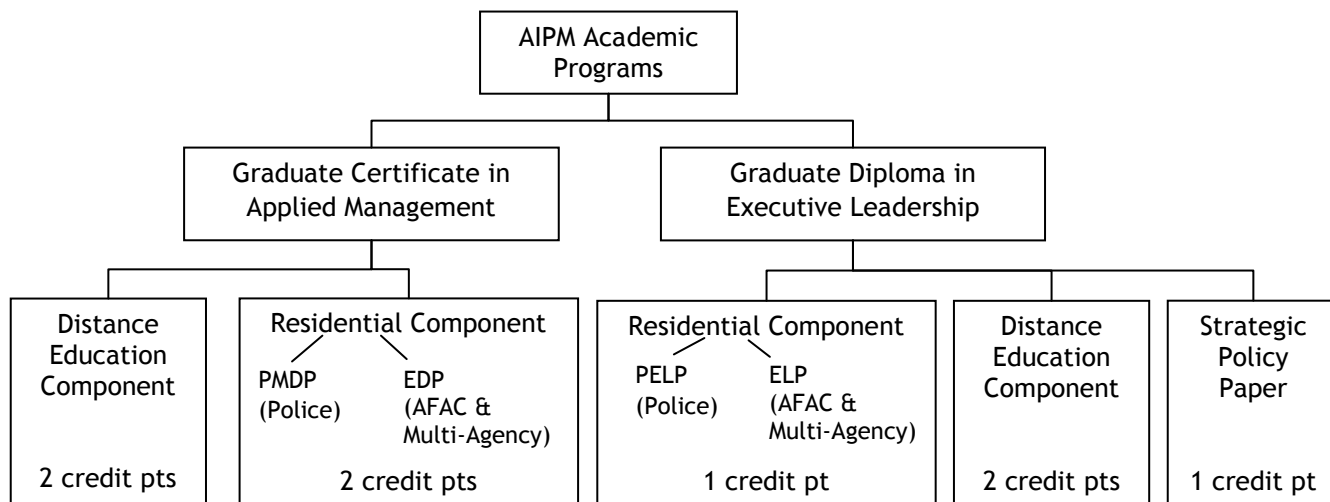 AIPM Academic
Programs
Graduate Certificate in
Applied Management
Graduate Diploma in
Executive Leadership
Distance
Education
Component
2 credit pts
Residential Component
PMDP
(Police)
EDP
(AFAC &
Multi-Agency)
2 credit pts
Residential Component
PELP
(Police)
ELP
(AFAC &
Multi-Agency)
1 credit pt
Distance
Education
Component
2 credit pts
Strategic
Policy
Paper
1 credit pt